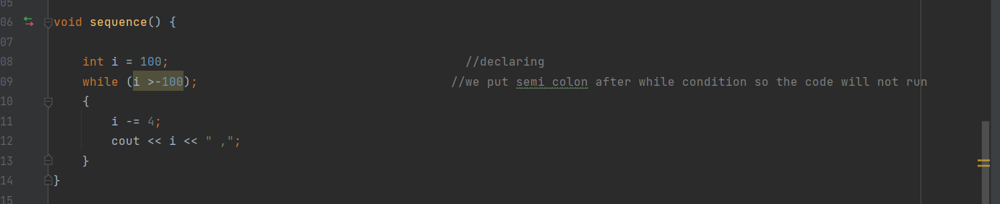 05
06 void sequence() {
07
08 int i = 100; //declaring
09 while (i >-100); //we put semi colon after while condition so the code will not run
10 {
11 i -= 4;
12 cout << i << " ,";
13 }
14 }
15